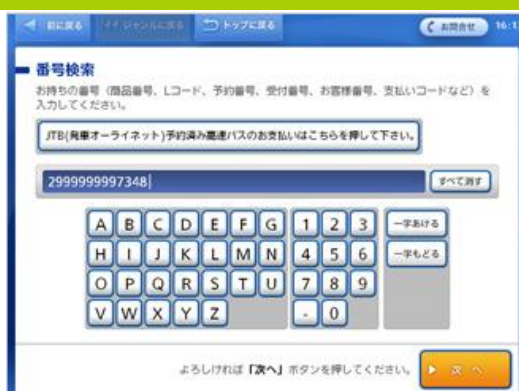 前に戻る ジャンルに戻る トップに戻る お問合せ
番号検索
お持ちの番号（商品番号、Lコード、予約番号、受付番号、お客様番号、支払いコードなど）を
入力してください。
JTB(発車オーライネット)予約済み高速バスのお支払いはこちらを押して下さい。
2999999997348 すべて消す
A B C D E F G 1 2 3 一字あける
H I J K L M N 4 5 6 一字もどる
O P Q R S T U 7 8 9
V W X Y Z - 0
よろしければ「次へ」ボタンを押してください。 次 へ